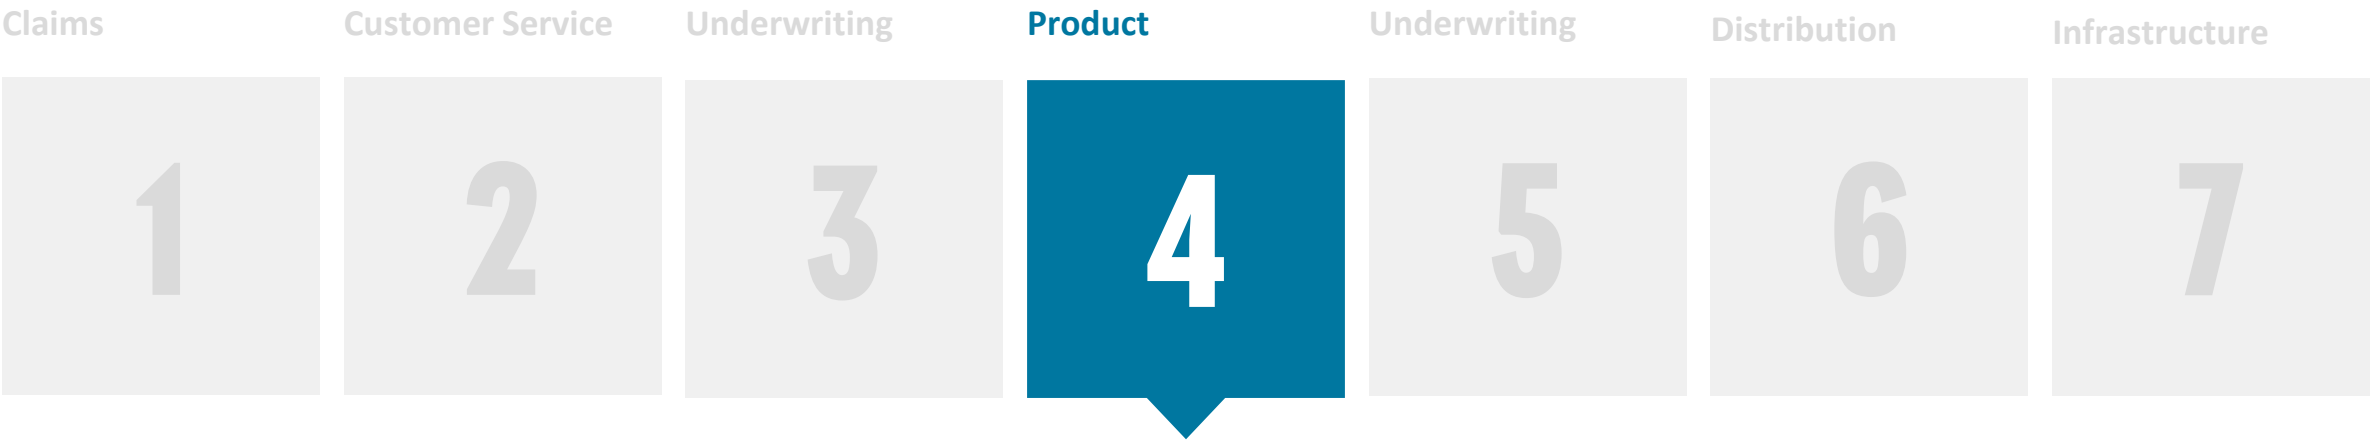 Claims Customer Service Underwriting Product Underwriting Distribution Infrastructure
1 2 3 4 5 6 7